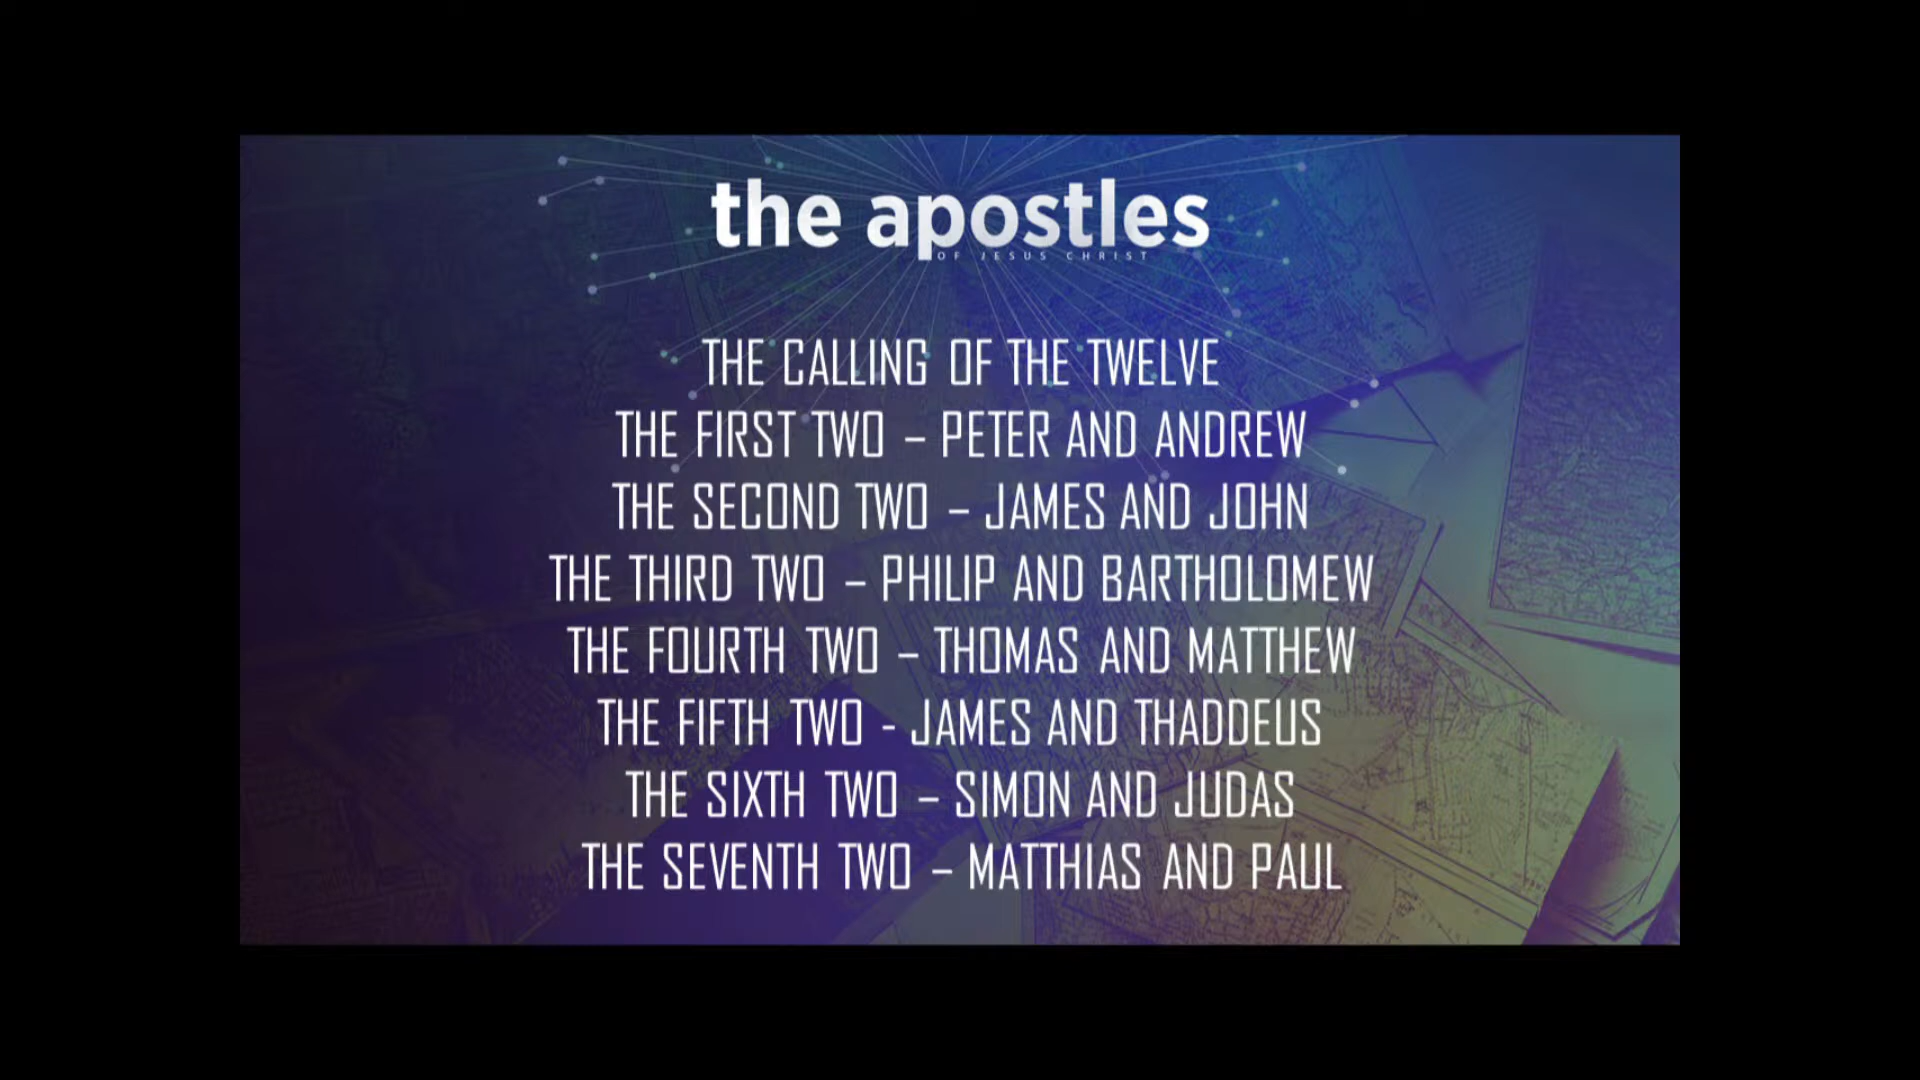 the apostles
OF JESUS CHRIST
THE CALLING OF THE TWELVE
THE FIRST TWO – PETER AND ANDREW
THE SECOND TWO – JAMES AND JOHN
THE THIRD TWO – PHILIP AND BARTHOLOMEW
THE FOURTH TWO – THOMAS AND MATTHEW
THE FIFTH TWO - JAMES AND THADDEUS
THE SIXTH TWO – SIMON AND JUDAS
THE SEVENTH TWO – MATTHIAS AND PAUL